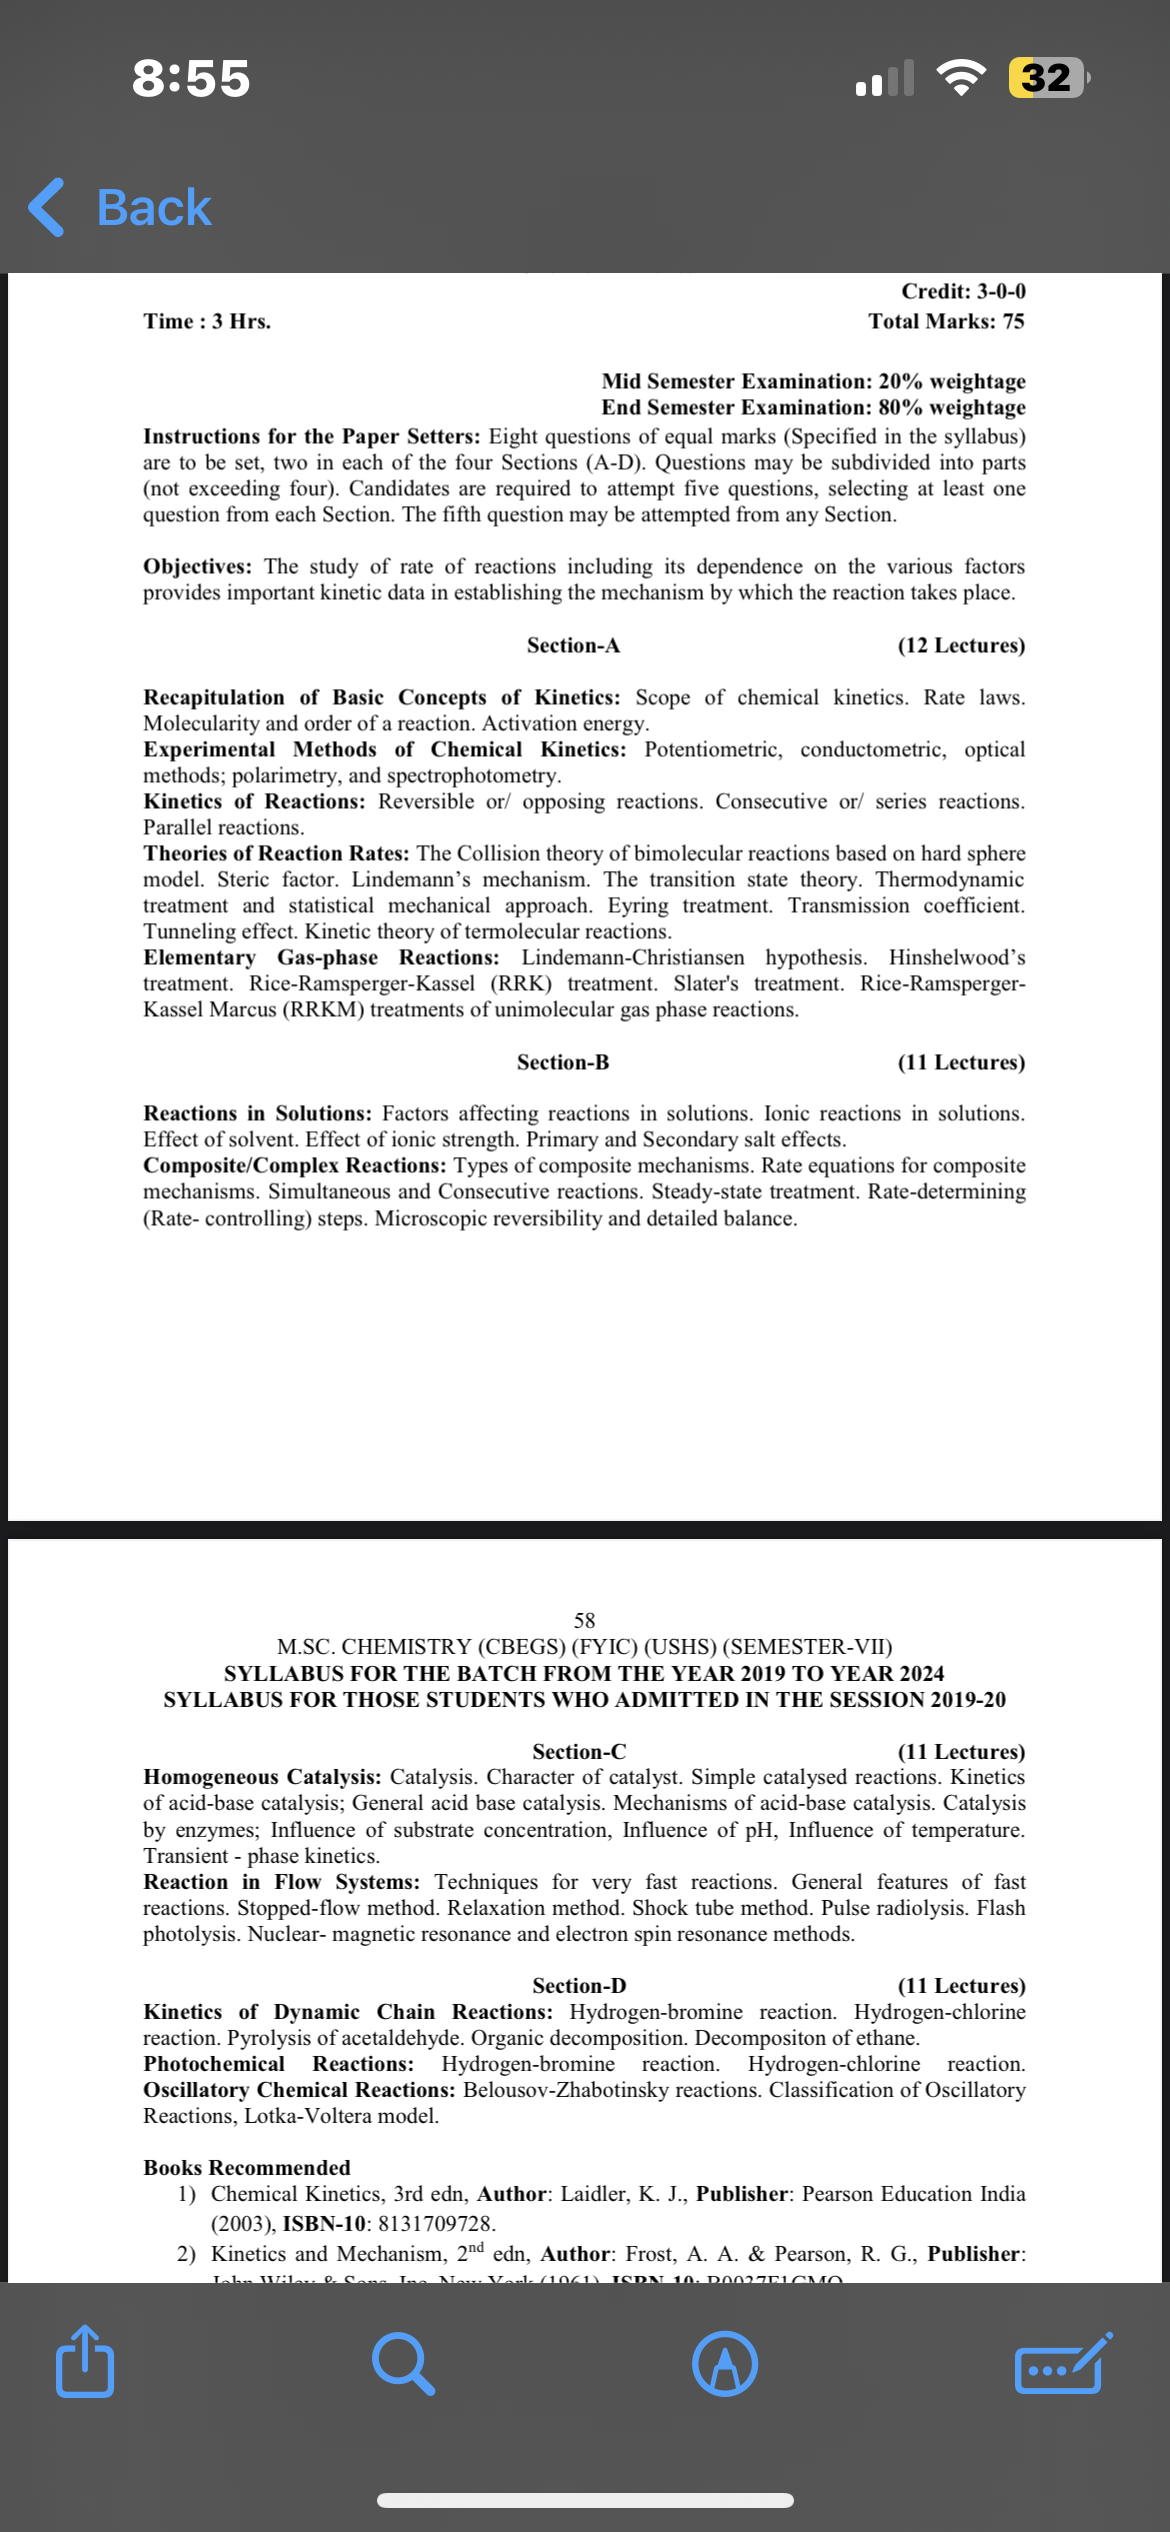 8:55
32
Back
Credit: 3-0-0
Time : 3 Hrs. Total Marks: 75
Mid Semester Examination: 20% weightage
End Semester Examination: 80% weightage
Instructions for the Paper Setters: Eight questions of equal marks (Specified in the syllabus)
are to be set, two in each of the four Sections (A-D). Questions may be subdivided into parts
(not exceeding four). Candidates are required to attempt five questions, selecting at least one
question from each Section. The fifth question may be attempted from any Section.
Objectives: The study of rate of reactions including its dependence on the various factors
provides important kinetic data in establishing the mechanism by which the reaction takes place.
Section-A (12 Lectures)
Recapitulation of Basic Concepts of Kinetics: Scope of chemical kinetics. Rate laws.
Molecularity and order of a reaction. Activation energy.
Experimental Methods of Chemical Kinetics: Potentiometric, conductometric, optical
methods; polarimetry, and spectrophotometry.
Kinetics of Reactions: Reversible or/ opposing reactions. Consecutive or/ series reactions.
Parallel reactions.
Theories of Reaction Rates: The Collision theory of bimolecular reactions based on hard sphere
model. Steric factor. Lindemann's mechanism. The transition state theory. Thermodynamic
treatment and statistical mechanical approach. Eyring treatment. Transmission coefficient.
Tunneling effect. Kinetic theory of termolecular reactions.
Elementary Gas-phase Reactions: Lindemann-Christiansen hypothesis. Hinshelwood's
treatment. Rice-Ramsperger-Kassel (RRK) treatment. Slater's treatment. Rice-Ramsperger-
Kassel Marcus (RRKM) treatments of unimolecular gas phase reactions.
Section-B (11 Lectures)
Reactions in Solutions: Factors affecting reactions in solutions. Ionic reactions in solutions.
Effect of solvent. Effect of ionic strength. Primary and Secondary salt effects.
Composite/Complex Reactions: Types of composite mechanisms. Rate equations for composite
mechanisms. Simultaneous and Consecutive reactions. Steady-state treatment. Rate-determining
(Rate- controlling) steps. Microscopic reversibility and detailed balance.
58
M.SC. CHEMISTRY (CBEGS) (FYIC) (USHS) (SEMESTER-VII)
SYLLABUS FOR THE BATCH FROM THE YEAR 2019 TO YEAR 2024
SYLLABUS FOR THOSE STUDENTS WHO ADMITTED IN THE SESSION 2019-20
Section-C (11 Lectures)
Homogeneous Catalysis: Catalysis. Character of catalyst. Simple catalysed reactions. Kinetics
of acid-base catalysis; General acid base catalysis. Mechanisms of acid-base catalysis. Catalysis
by enzymes; Influence of substrate concentration, Influence of pH, Influence of temperature.
Transient - phase kinetics.
Reaction in Flow Systems: Techniques for very fast reactions. General features of fast
reactions. Stopped-flow method. Relaxation method. Shock tube method. Pulse radiolysis. Flash
photolysis. Nuclear- magnetic resonance and electron spin resonance methods.
Section-D (11 Lectures)
Kinetics of Dynamic Chain Reactions: Hydrogen-bromine reaction. Hydrogen-chlorine
reaction. Pyrolysis of acetaldehyde. Organic decomposition. Decompositon of ethane.
Photochemical Reactions: Hydrogen-bromine reaction. Hydrogen-chlorine reaction.
Oscillatory Chemical Reactions: Belousov-Zhabotinsky reactions. Classification of Oscillatory
Reactions, Lotka-Voltera model.
Books Recommended
1) Chemical Kinetics, 3rd edn, Author: Laidler, K. J., Publisher: Pearson Education India
(2003), ISBN-10: 8131709728.
2) Kinetics and Mechanism, 2nd edn, Author: Frost, A. A. & Pearson, R. G., Publisher:
John Wiley & Sons, Inc. New York (1961), ISBN-10: